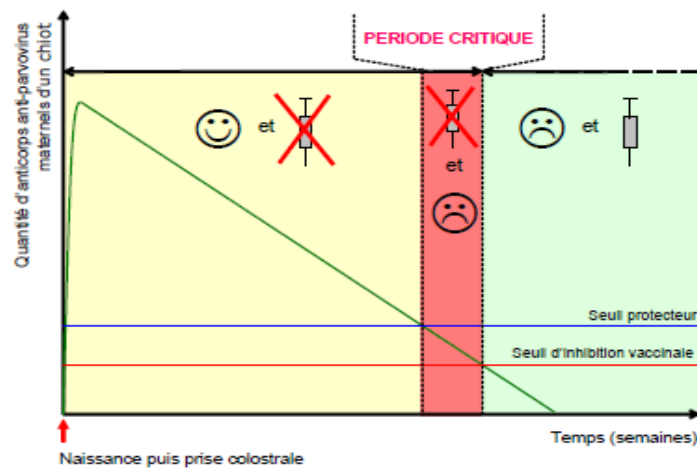 PERIODE CRITIQUE
Quantité d'anticorps anti-parvovirus
maternels d'un chiot
et
et
et
Seuil protecteur
Seuil d'inhibition vaccinale
Temps (semaines)
Naissance puis prise colostrale